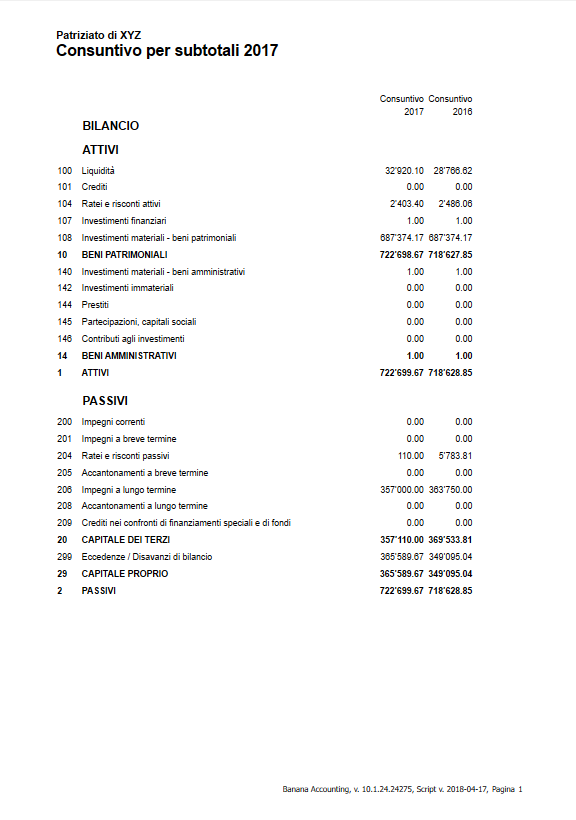 Patriziato di XYZ
Consuntivo per subtotali 2017
Consuntivo Consuntivo
2017 2016
BILANCIO
ATTIVI
100 Liquidità 32'920.10 28'766.62
101 Crediti 0.00 0.00
104 Ratei e risconti attivi 2'403.40 2'486.06
107 Investimenti finanziari 1.00 1.00
108 Investimenti materiali - beni patrimoniali 687'374.17 687'374.17
10 BENI PATRIMONIALI 722'698.67 718'627.85
140 Investimenti materiali - beni amministrativi 1.00 1.00
142 Investimenti immateriali 0.00 0.00
144 Prestiti 0.00 0.00
145 Partecipazioni, capitali sociali 0.00 0.00
146 Contributi agli investimenti 0.00 0.00
14 BENI AMMINISTRATIVI 1.00 1.00
1 ATTIVI 722'699.67 718'628.85
PASSIVI
200 Impegni correnti 0.00 0.00
201 Impegni a breve termine 0.00 0.00
204 Ratei e risconti passivi 110.00 5'783.81
205 Accantonamenti a breve termine 0.00 0.00
206 Impegni a lungo termine 357'000.00 363'750.00
208 Accantonamenti a lungo termine 0.00 0.00
209 Crediti nei confronti di finanziamenti speciali e di fondi 0.00 0.00
20 CAPITALE DEI TERZI 357'110.00 369'533.81
299 Eccedenze / Disavanzi di bilancio 365'589.67 349'095.04
29 CAPITALE PROPRIO 365'589.67 349'095.04
2 PASSIVI 722'699.67 718'628.85
Banana Accounting, v. 10.1.24.24275, Script v. 2018-04-17, Pagina 1